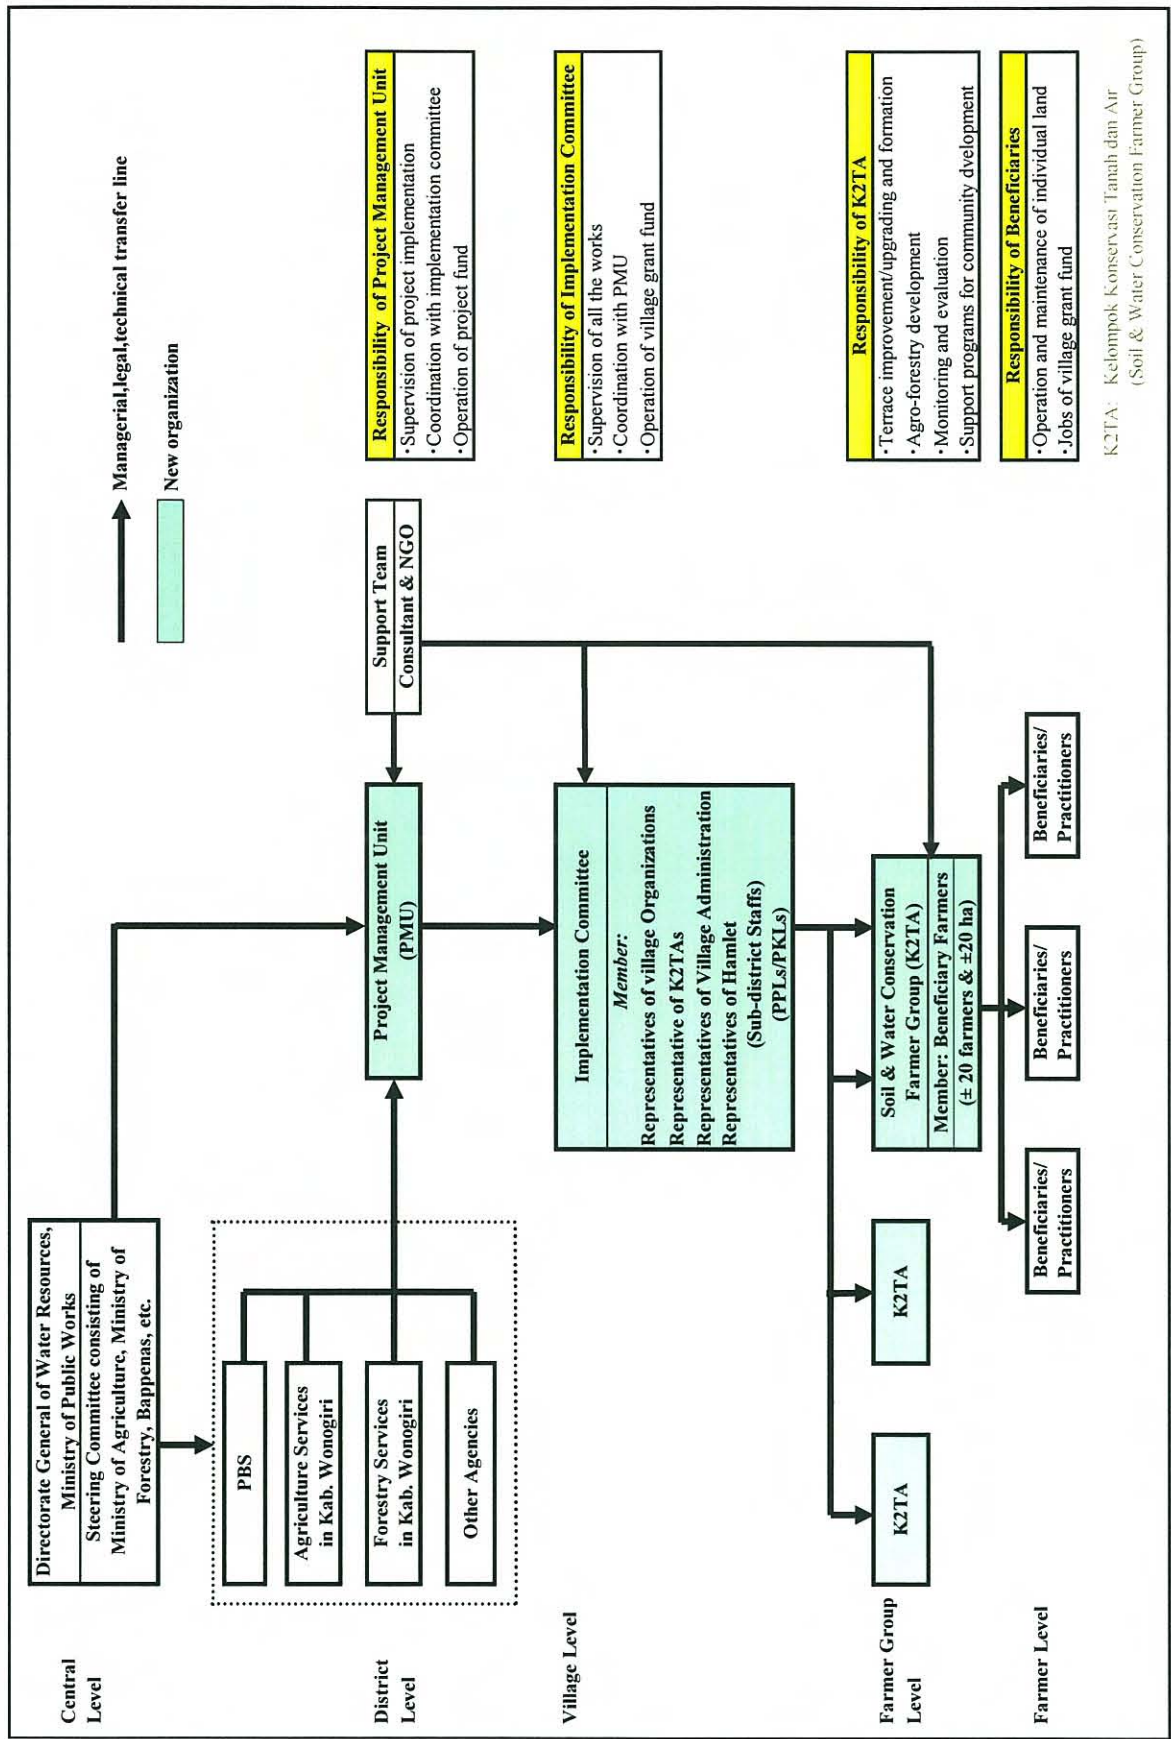 Managerial,legal,technical transfer line
New organization
Central
Level
Directorate General of Water Resources,
Ministry of Public Works
Steering Committee consisting of
Ministry of Agriculture, Ministry of
Forestry, Bappenas, etc.
District
Level
PBS
Agriculture Services
in Kab. Wonogiri
Forestry Services
in Kab. Wonogiri
Other Agencies
Project Management Unit
(PMU)
Support Team
Consultant & NGO
Responsibility of Project Management Unit
・Supervision of project implementation
・Coordination with implementation committee
・Operation of project fund
Village Level
Implementation Committee
Member:
Representatives of village Organizations
Representative of K2TAs
Representatives of Village Administration
Representatives of Hamlet
(Sub-district Staffs)
(PPLs/PKLs)
Responsibility of Implementation Committee
・Supervision of all the works
・Coordination with PMU
・Operation of village grant fund
Farmer Group
Level
K2TA
K2TA
Soil & Water Conservation
Farmer Group (K2TA)
Member: Beneficiary Farmers
(± 20 farmers & ±20 ha)
Responsibility of K2TA
・Terrace improvement/upgrading and formation
・Agro-forestry development
・Monitoring and evaluation
・Support programs for community dvelopment
Farmer Level
Beneficiaries/
Practitioners
Beneficiaries/
Practitioners
Beneficiaries/
Practitioners
Responsibility of Beneficiaries
・Operation and maintenance of individual land
・Jobs of village grant fund
K2TA: Kelompok Konservasi Tanah dan Air
(Soil & Water Conservation Farmer Group)